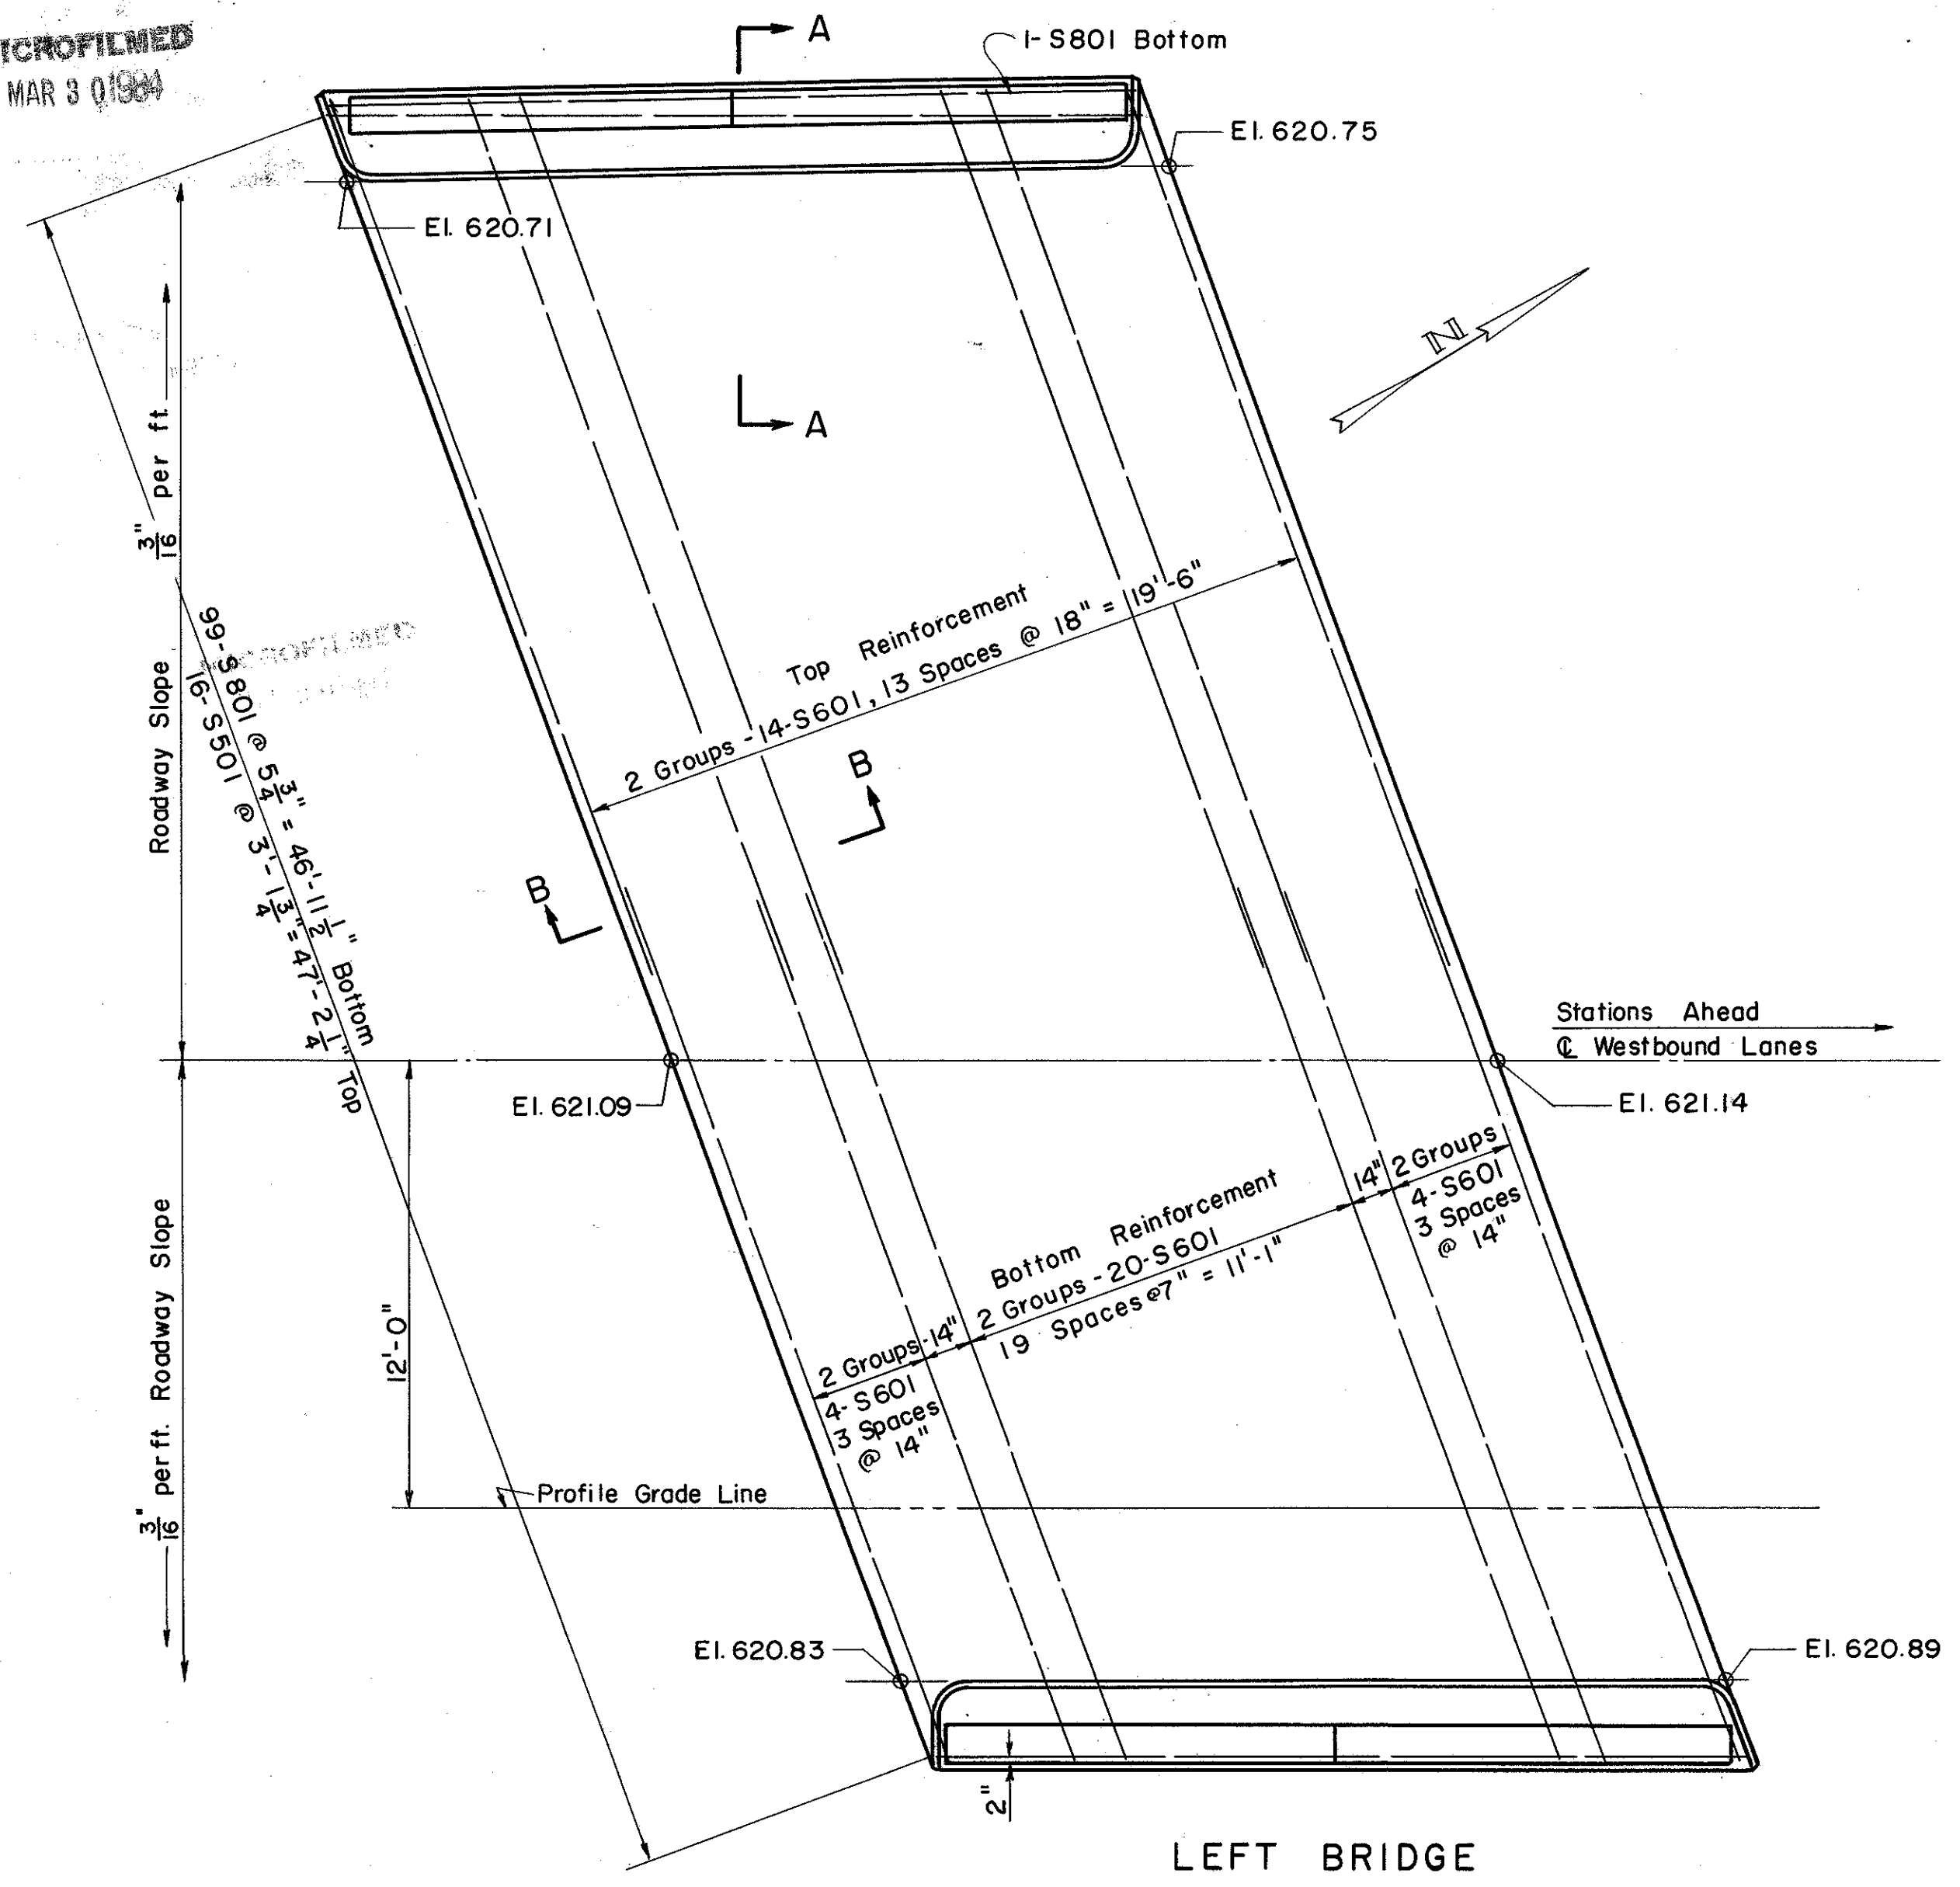 ICROFILMED
MAR 30 1984
A
1-S801 Bottom
El. 620.75
El. 620.71
N
A
3/16" per ft.
Roadway Slope
99-S801 @ 5 3/4" = 46'-11 1/2" Bottom
16-S501 @ 3'-1 3/4" = 47'-2 1/4" Top
MICROFILMED
Top Reinforcement
2 Groups - 14-S601, 13 Spaces @ 18" = 19'-6"
B
B
Stations Ahead
℄ Westbound Lanes
El. 621.09
El. 621.14
3/16" per ft. Roadway Slope
12'-0"
Bottom Reinforcement
2 Groups - 20-S601
19 Spaces @ 7" = 11'-1"
14"
2 Groups
4-S601
3 Spaces
@ 14"
2 Groups
14"
4-S601
3 Spaces
@ 14"
Profile Grade Line
El. 620.83
El. 620.89
2"
LEFT BRIDGE